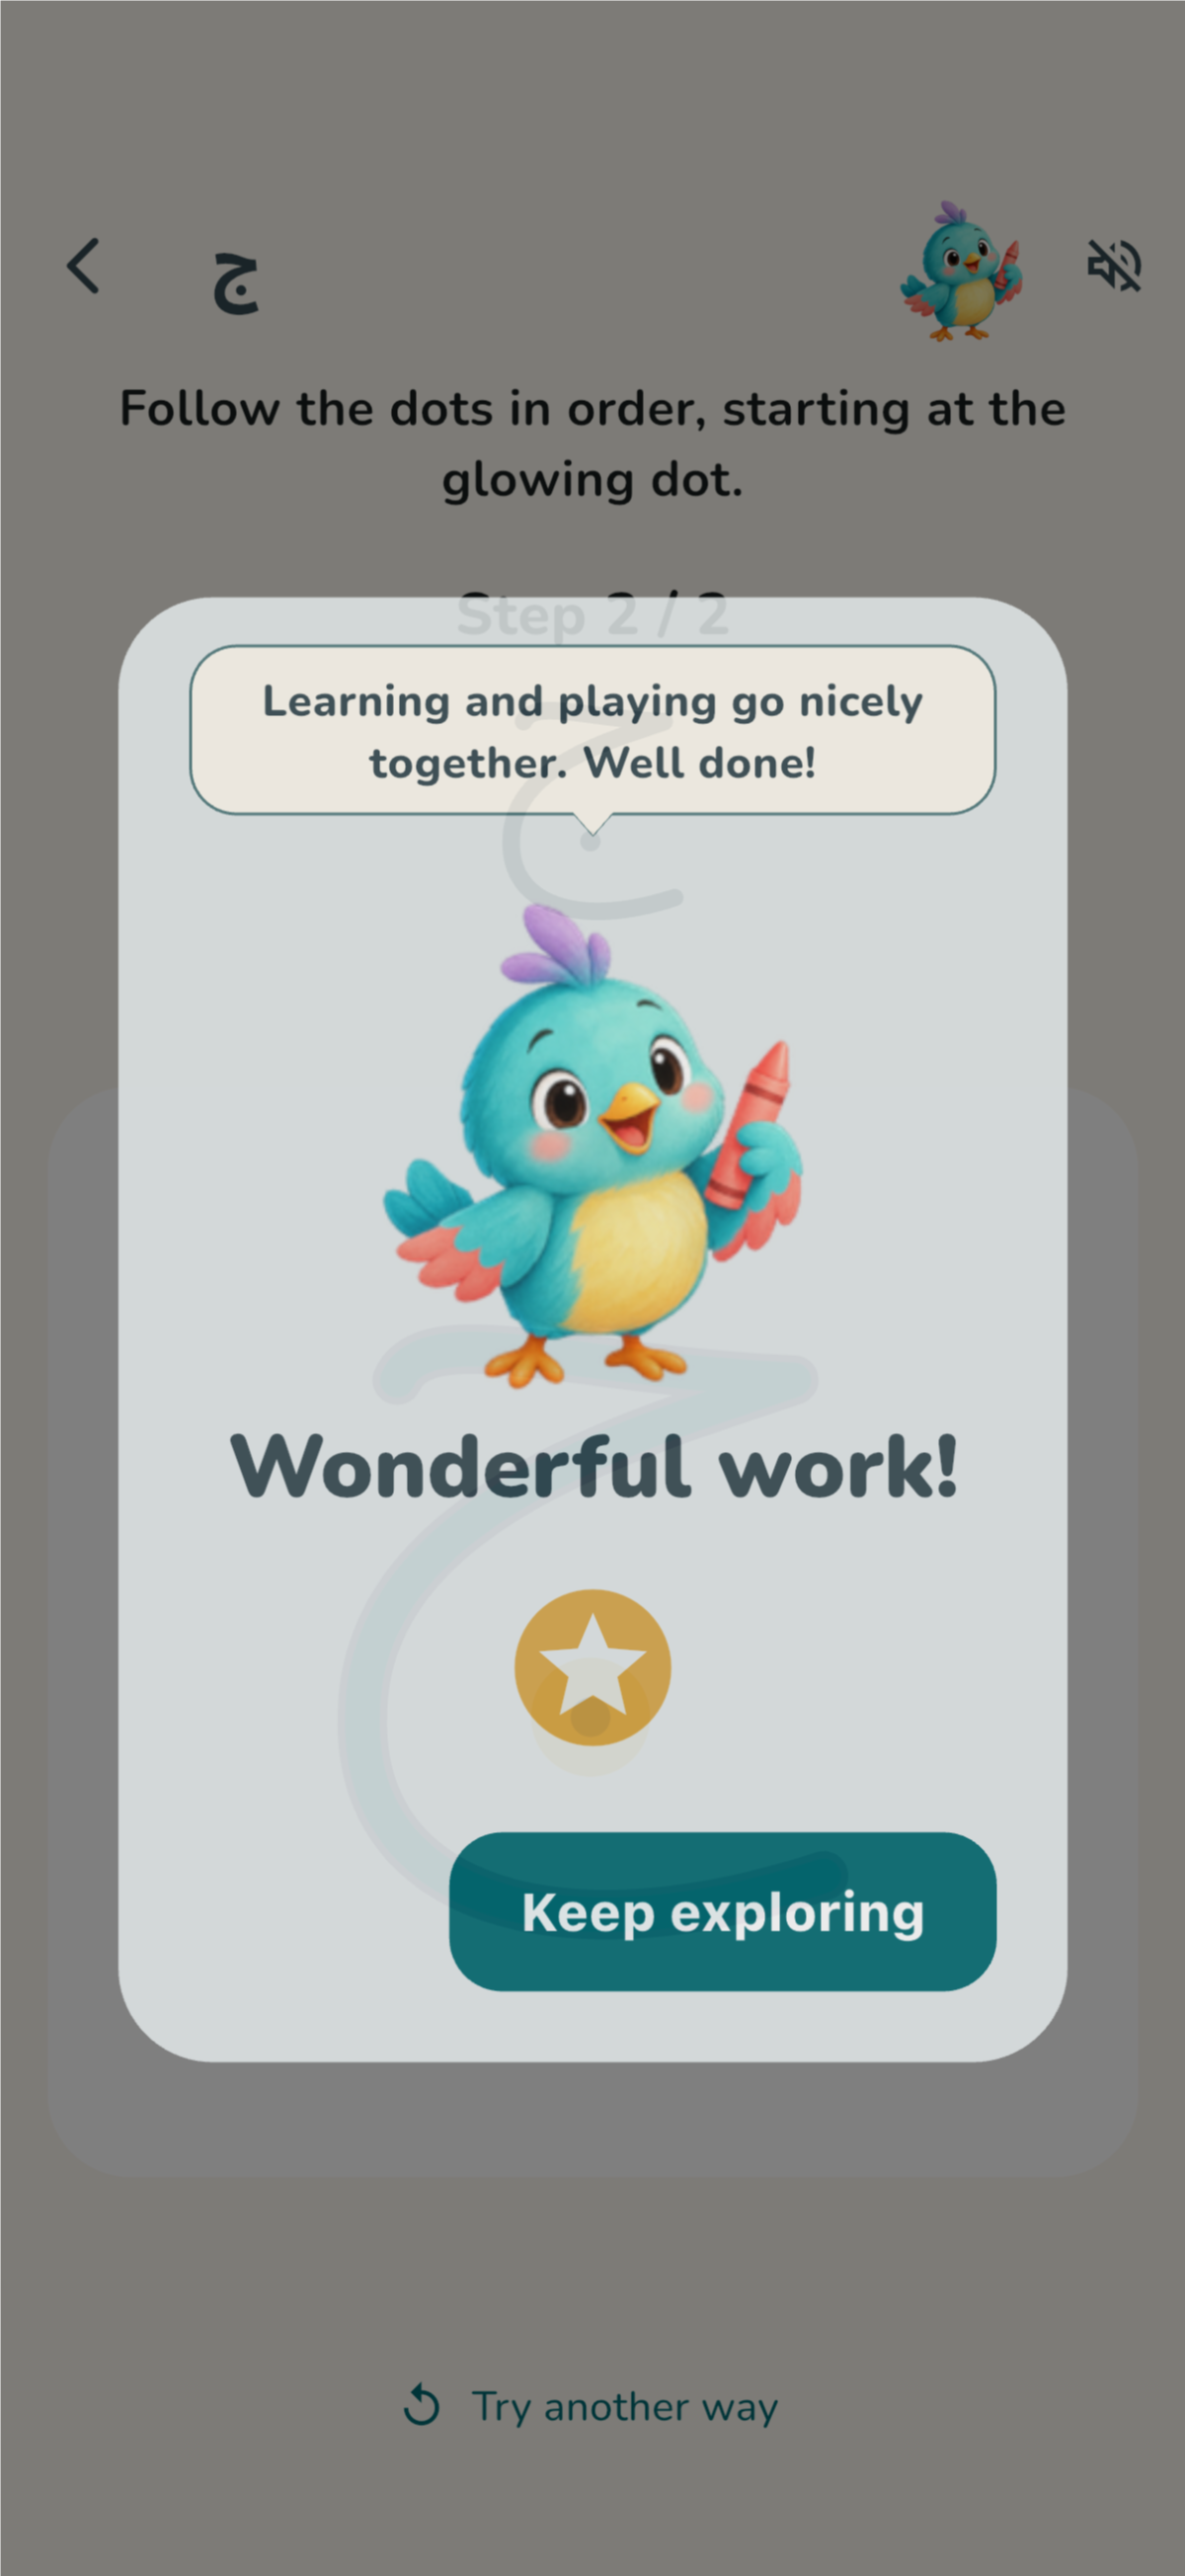 ج
Follow the dots in order, starting at the
glowing dot.
Step 2 / 2
Learning and playing go nicely
together. Well done!
ج
ج
Wonderful work!
Keep exploring
Try another way